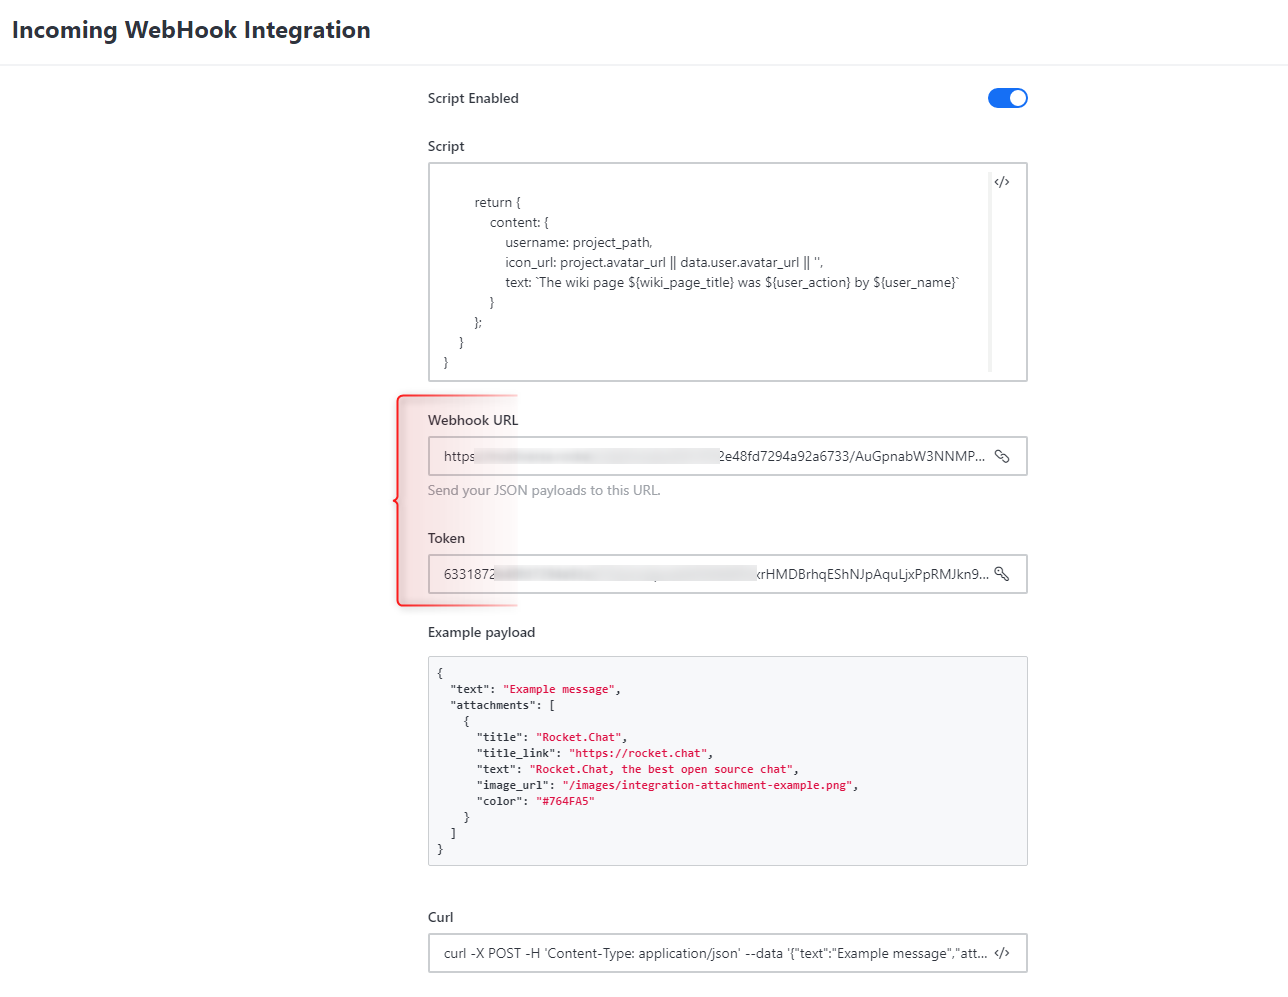 Incoming WebHook Integration
Script Enabled
Script
</>
return {
content: {
username: project_path,
icon_url: project.avatar_url || data.user.avatar_url || '',
text: `The wiki page ${wiki_page_title} was ${user_action} by ${user_name}`
}
};
}
}
Webhook URL
https 2e48fd7294a92a6733/AuGpnabW3NNMP...
Send your JSON payloads to this URL.
Token
6331872 xrHMDBrhqEShNJpAquLjxPpRMJkn9...
Example payload
{
"text": "Example message",
"attachments": [
{
"title": "Rocket.Chat",
"title_link": "https://rocket.chat",
"text": "Rocket.Chat, the best open source chat",
"image_url": "/images/integration-attachment-example.png",
"color": "#764FA5"
}
]
}
Curl
curl -X POST -H 'Content-Type: application/json' --data '{"text":"Example message","att... </>